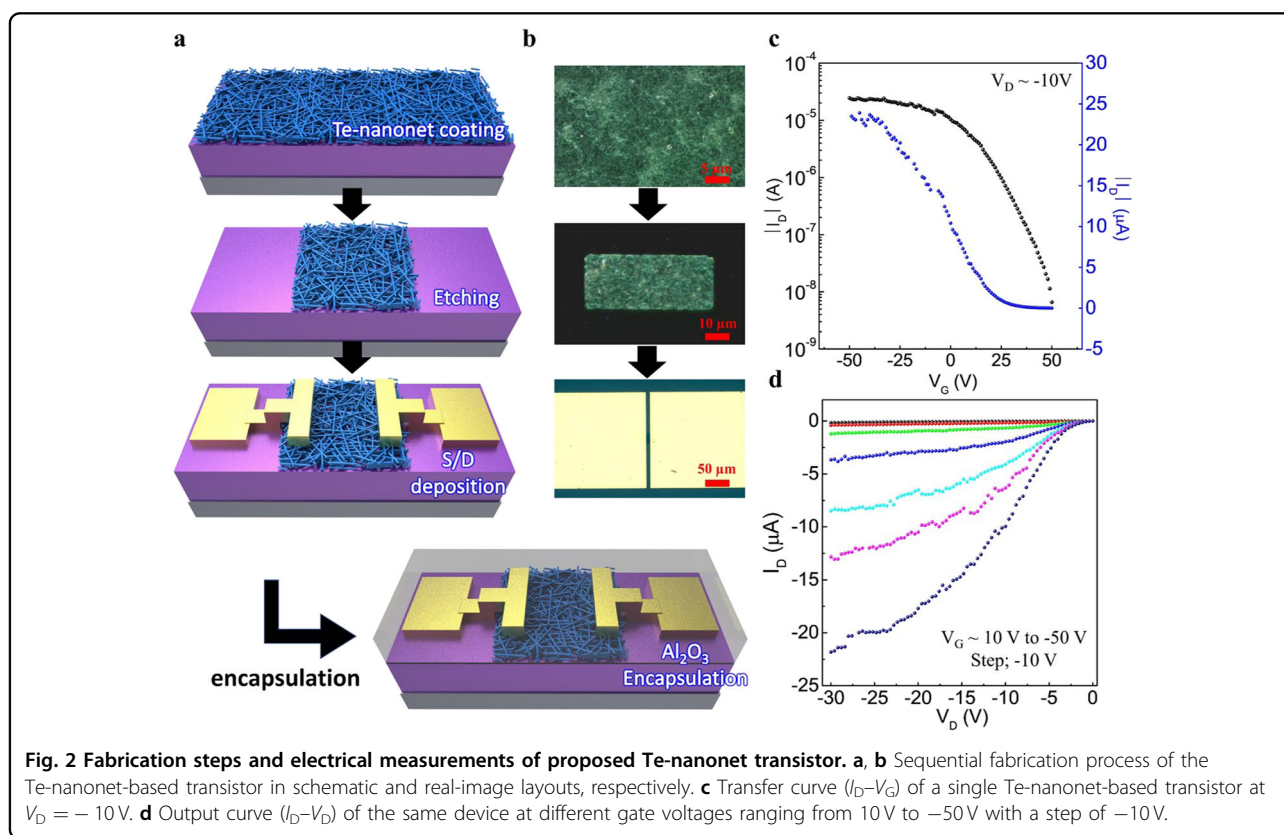 a
Te-nanonet coating
Etching
S/D
deposition
encapsulation
Al₂O₃
Encapsulation
b
5 μm
10 μm
50 μm
c
V_D ~ -10V
|I_D| (A)
10⁻⁴
10⁻⁵
10⁻⁶
10⁻⁷
10⁻⁸
10⁻⁹
-50
-25
0
25
50
V_G (V)
30
25
20
15
10
5
0
-5
|I_D| (μA)
d
I_D (μA)
0
-5
-10
-15
-20
-25
V_G ~ 10 V to -50 V
Step; -10 V
-30
-25
-20
-15
-10
-5
0
V_D (V)
Fig. 2 Fabrication steps and electrical measurements of proposed Te-nanonet transistor. a, b Sequential fabrication process of the
Te-nanonet-based transistor in schematic and real-image layouts, respectively. c Transfer curve (I_D–V_G) of a single Te-nanonet-based transistor at
V_D = − 10 V. d Output curve (I_D–V_D) of the same device at different gate voltages ranging from 10 V to −50 V with a step of −10 V.